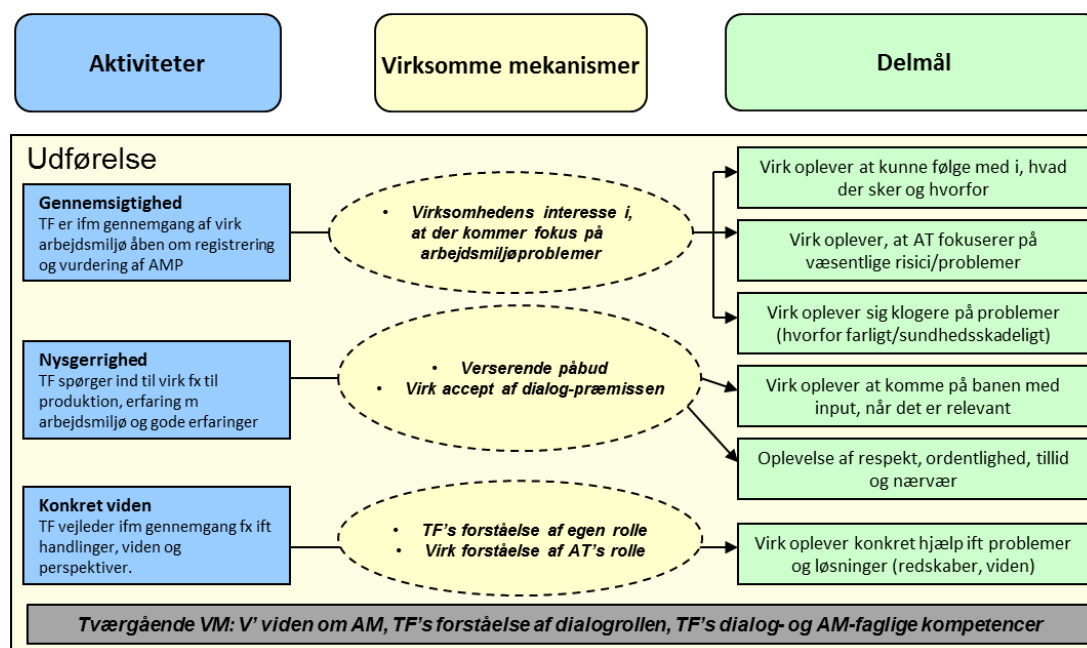 Aktiviteter
Virksomme mekanismer
Delmål
Udførelse
Gennemsigtighed
TF er ifm gennemgang af virk
arbejdsmiljø åben om registrering
og vurdering af AMP
• Virksomhedens interesse i,
at der kommer fokus på
arbejdsmiljøproblemer
Virk oplever at kunne følge med i, hvad
der sker og hvorfor
Virk oplever, at AT fokuserer på
væsentlige risici/problemer
Virk oplever sig klogere på problemer
(hvorfor farligt/sundhedsskadeligt)
Nysgerrighed
TF spørger ind til virk fx til
produktion, erfaring m
arbejdsmiljø og gode erfaringer
• Verserende påbud
• Virk accept af dialog-præmissen
Virk oplever at komme på banen med
input, når det er relevant
Oplevelse af respekt, ordentlighed, tillid
og nærvær
Konkret viden
TF vejleder ifm gennemgang fx ift
handlinger, viden og
perspektiver.
• TF's forståelse af egen rolle
• Virk forståelse af AT's rolle
Virk oplever konkret hjælp ift problemer
og løsninger (redskaber, viden)
Tværgående VM: V' viden om AM, TF's forståelse af dialogrollen, TF's dialog- og AM-faglige kompetencer